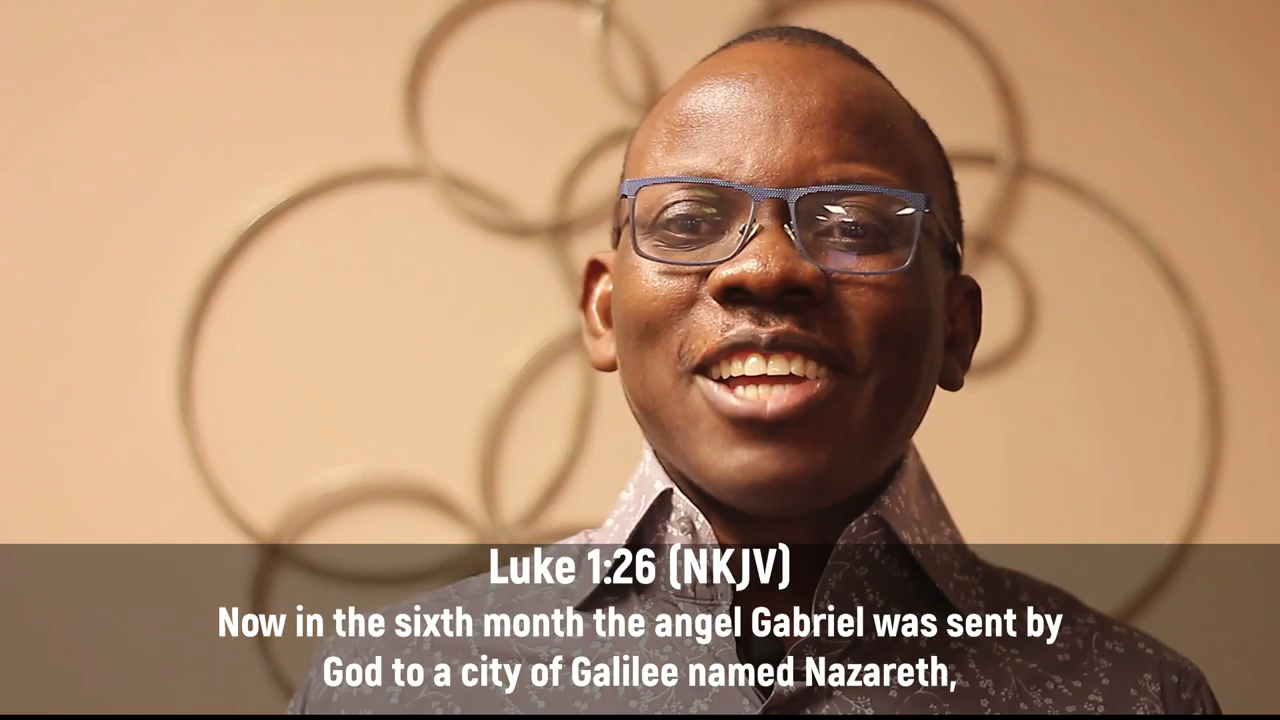 Luke 1:26 (NKJV)
Now in the sixth month the angel Gabriel was sent by
God to a city of Galilee named Nazareth,